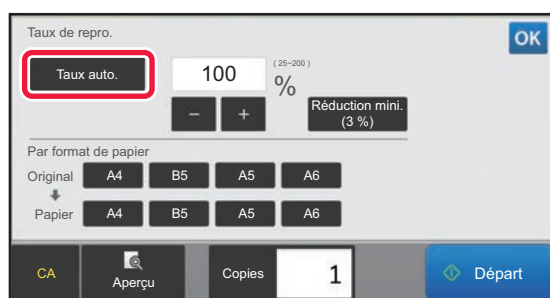 Taux de repro.
OK
Taux auto.
100
(25~200)
%
Réduction mini.
(3 %)
Par format de papier
Original A4 B5 A5 A6
Papier A4 B5 A5 A6
CA Aperçu Copies 1 Départ